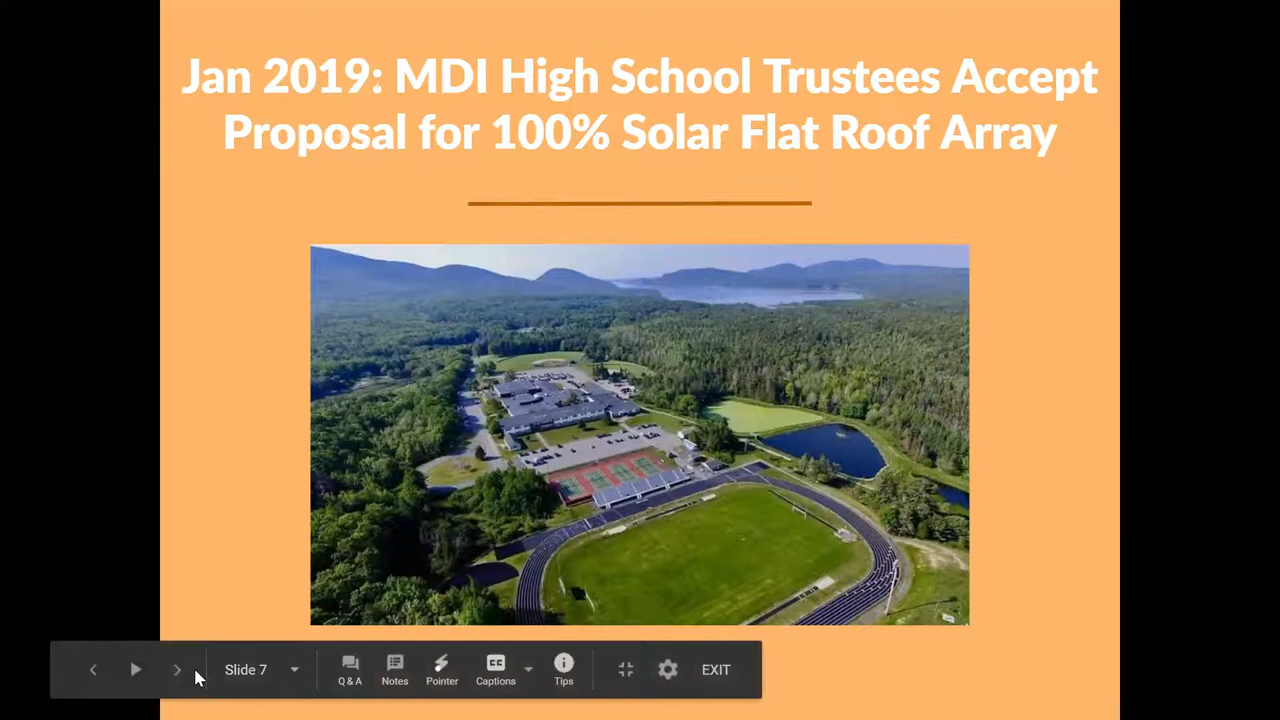 Jan 2019: MDI High School Trustees Accept
Proposal for 100% Solar Flat Roof Array
Slide 7
Q & A
Notes
Pointer
CC
Captions
Tips
EXIT